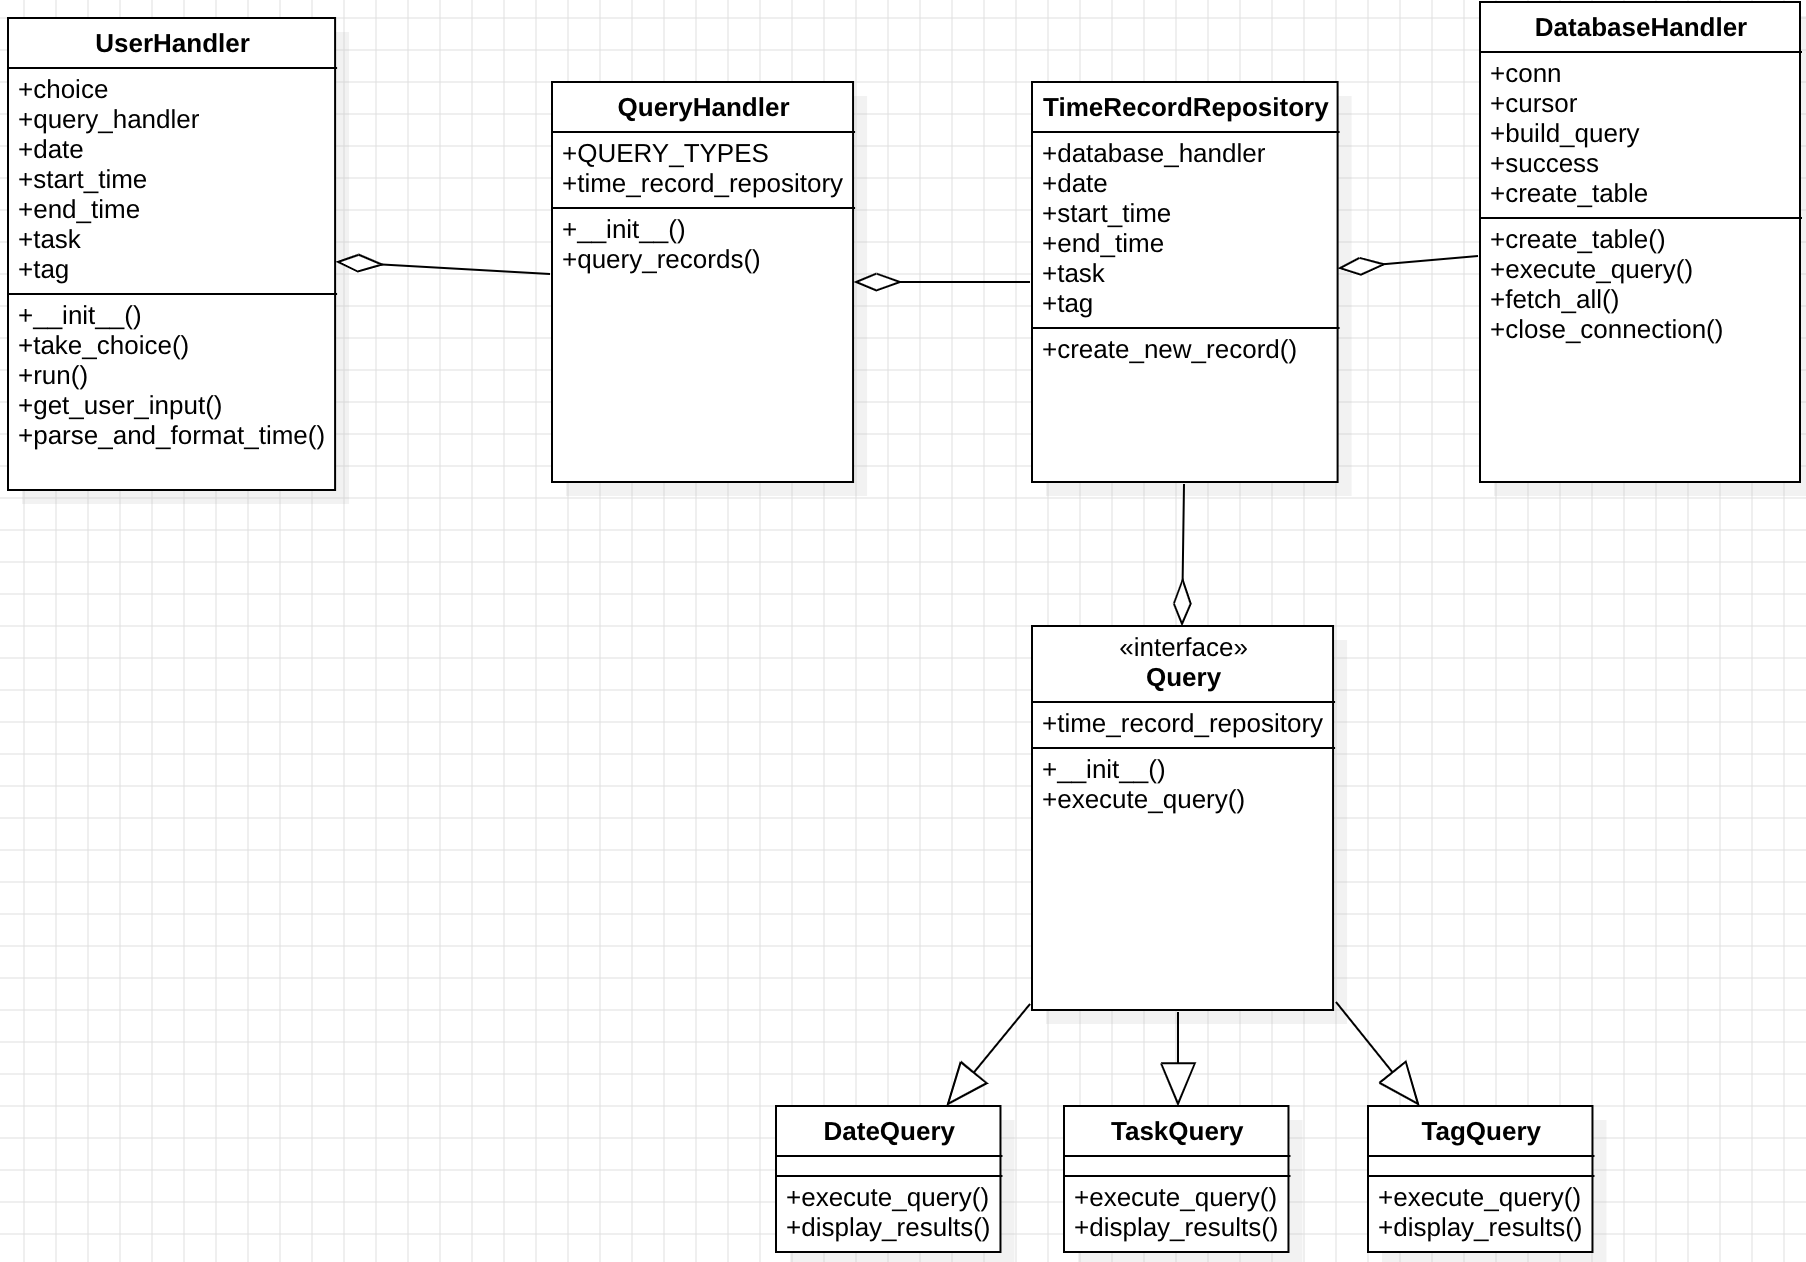 UserHandler
+choice
+query_handler
+date
+start_time
+end_time
+task
+tag
+__init__()
+take_choice()
+run()
+get_user_input()
+parse_and_format_time()
QueryHandler
+QUERY_TYPES
+time_record_repository
+__init__()
+query_records()
TimeRecordRepository
+database_handler
+date
+start_time
+end_time
+task
+tag
+create_new_record()
DatabaseHandler
+conn
+cursor
+build_query
+success
+create_table
+create_table()
+execute_query()
+fetch_all()
+close_connection()
«interface»
Query
+time_record_repository
+__init__()
+execute_query()
DateQuery
+execute_query()
+display_results()
TaskQuery
+execute_query()
+display_results()
TagQuery
+execute_query()
+display_results()